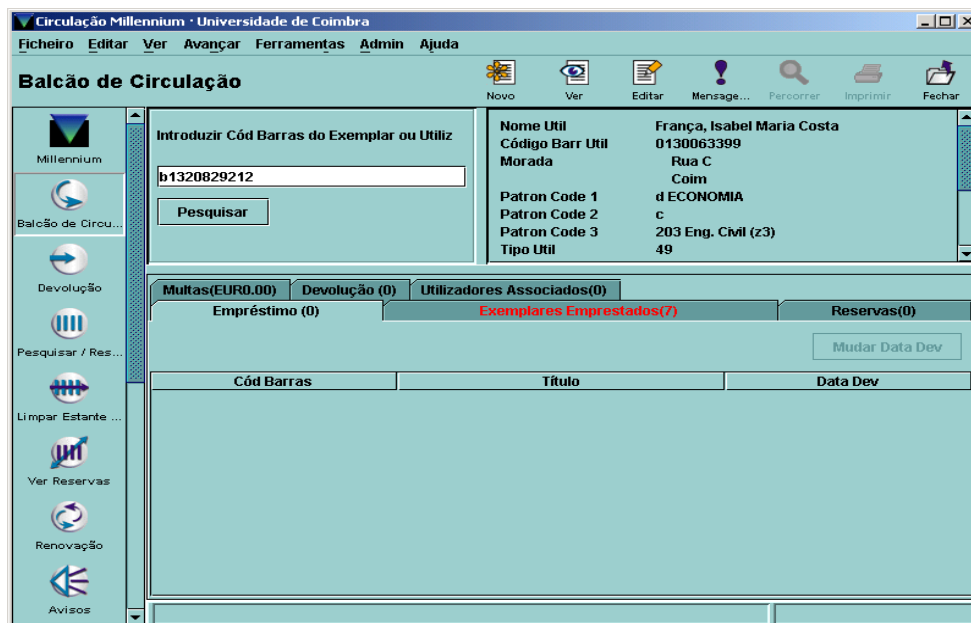 Circulação Millennium · Universidade de Coimbra
Ficheiro Editar Ver Avançar Ferramentas Admin Ajuda
Balcão de Circulação
Novo Ver Editar Mensage... Percorrer Imprimir Fechar
Millennium
Balcão de Circu...
Devolução
Pesquisar / Res...
Limpar Estante ...
Ver Reservas
Renovação
Avisos
Introduzir Cód Barras do Exemplar ou Utiliz
b1320829212
Pesquisar
Nome Util França, Isabel Maria Costa
Código Barr Util 0130063399
Morada Rua C
Coim
Patron Code 1 d ECONOMIA
Patron Code 2 c
Patron Code 3 203 Eng. Civil (z3)
Tipo Util 49
Multas(EUR0.00) Devolução (0) Utilizadores Associados(0)
Empréstimo (0) Exemplares Emprestados(7) Reservas(0)
Mudar Data Dev
Cód Barras Título Data Dev